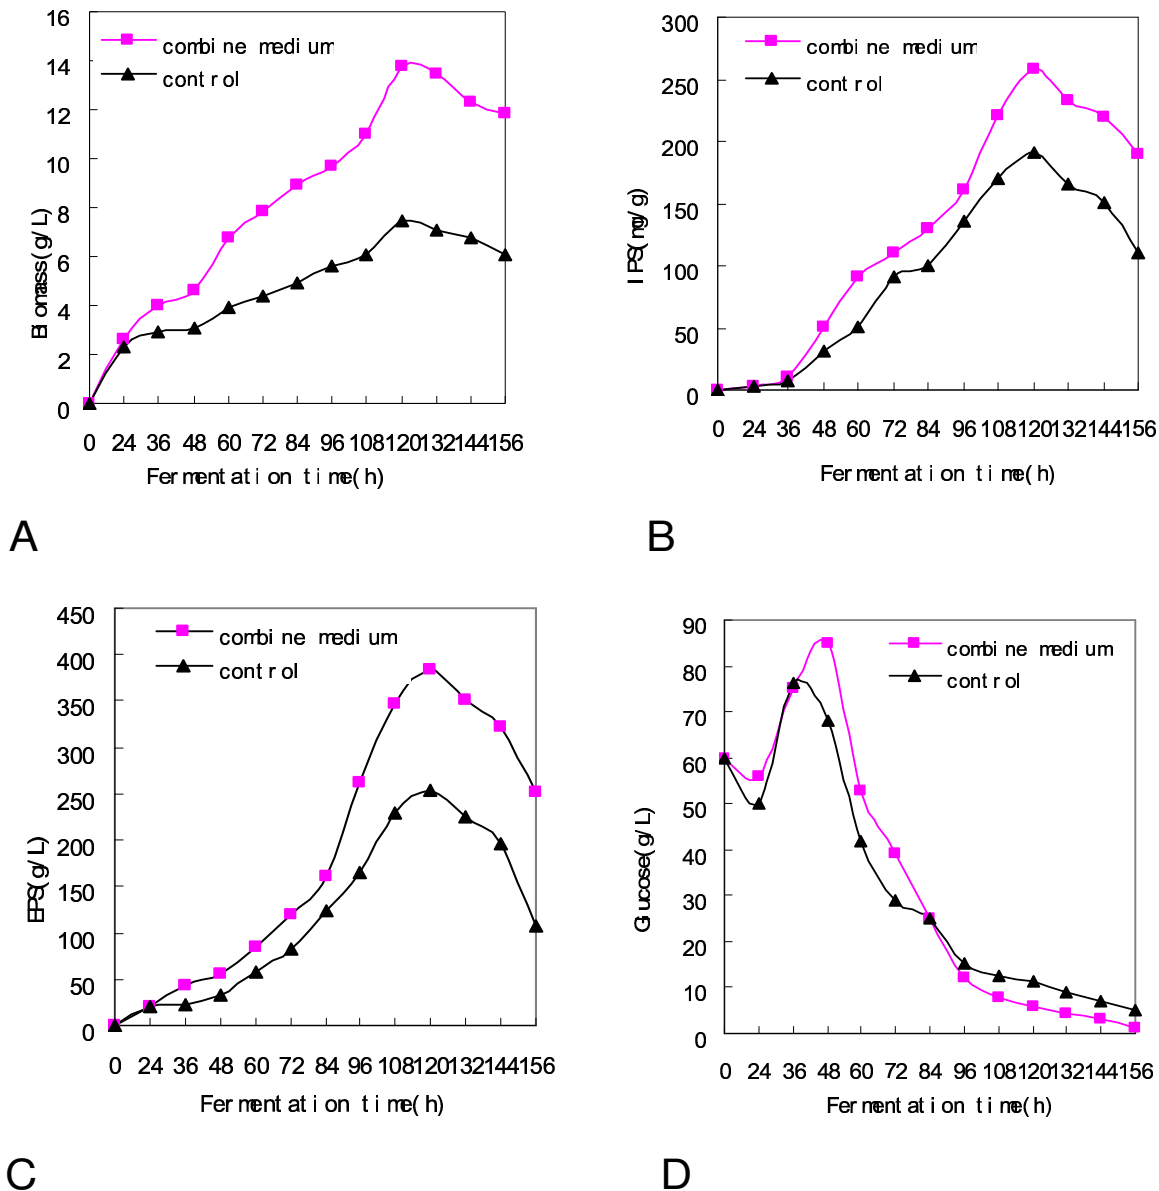 16
14
12
10
8
6
4
2
0
combine medium
control
Biomass(g/L)
0 24 36 48 60 72 84 96 108 120 132 144 156
Fermentation time(h)
A
300
250
200
150
100
50
0
combine medium
control
IPS(mg/g)
0 24 36 48 60 72 84 96 108 120 132 144 156
Fermentation time(h)
B
450
400
350
300
250
200
150
100
50
0
combine medium
control
EPS(g/L)
0 24 36 48 60 72 84 96 108 120 132 144 156
Fermentation time(h)
C
90
80
70
60
50
40
30
20
10
0
combine medium
control
Glucose(g/L)
0 24 36 48 60 72 84 96 108 120 132 144 156
Fermentation time(h)
D